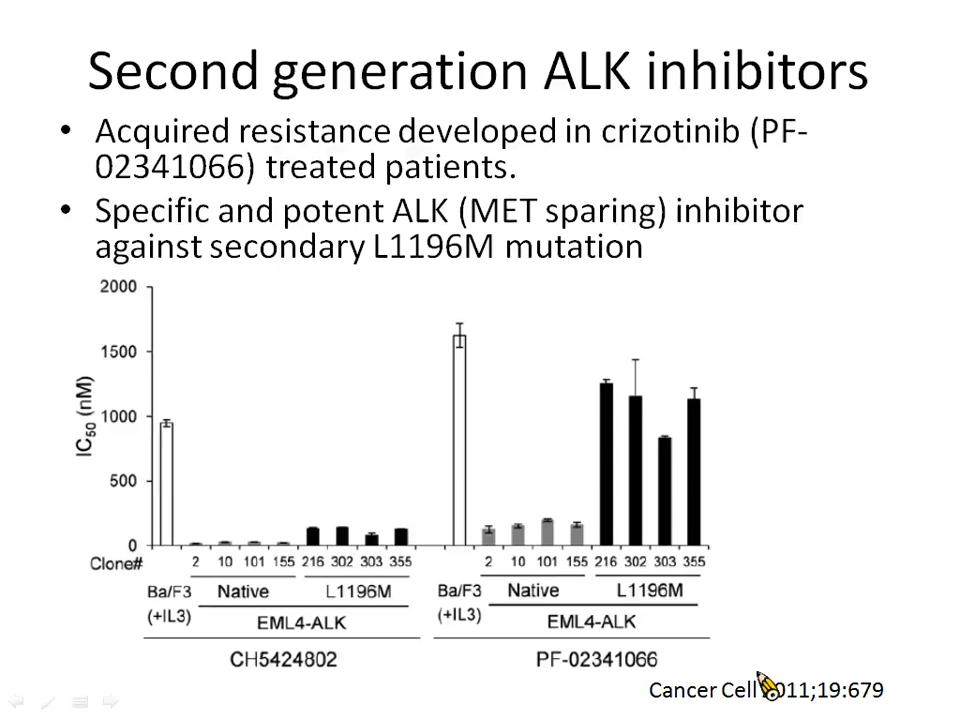 Second generation ALK inhibitors
• Acquired resistance developed in crizotinib (PF-
02341066) treated patients.
• Specific and potent ALK (MET sparing) inhibitor
against secondary L1196M mutation
2000
1500
1000
500
0
IC50 (nM)
Clone# 2 10 101 155 216 302 303 355 2 10 101 155 216 302 303 355
Ba/F3 Native L1196M Ba/F3 Native L1196M
(+IL3) EML4-ALK (+IL3) EML4-ALK
CH5424802 PF-02341066
Cancer Cell 011;19:679